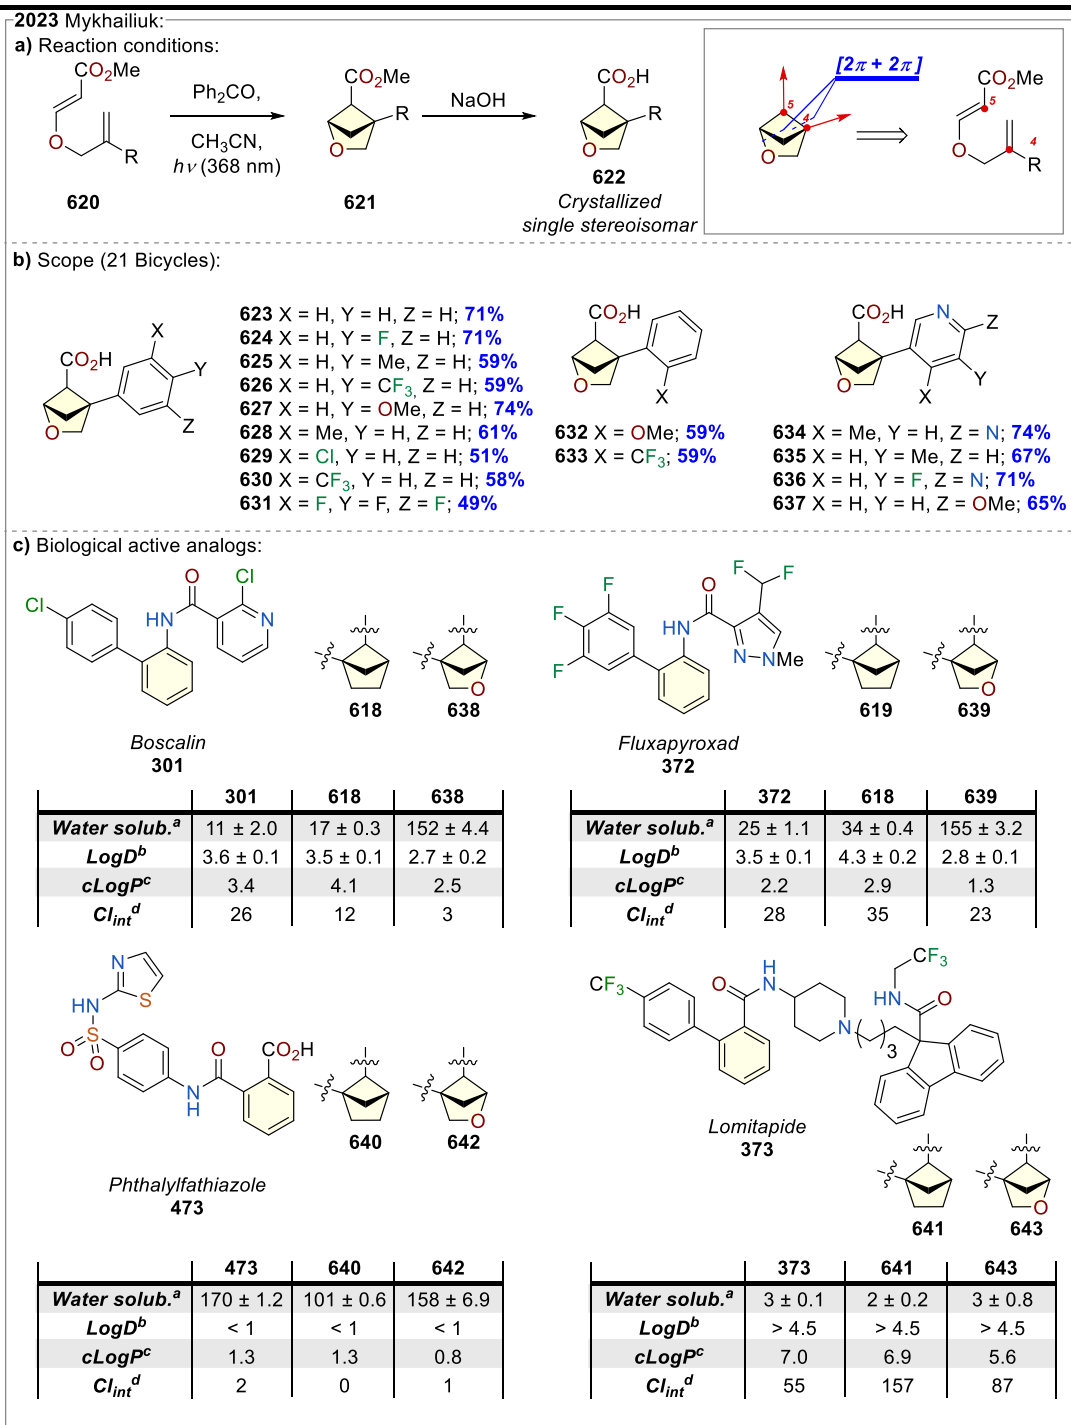 2023 Mykhailiuk:
a) Reaction conditions:
CO2Me
O
R
620
Ph2CO,
CH3CN,
hν (368 nm)
CO2Me
R
O
621
NaOH
CO2H
R
O
622
Crystallized
single stereoisomar
[2π + 2π]
5
4
O
CO2Me
5
4
O
R
b) Scope (21 Bicycles):
CO2H
X
Y
Z
O
623 X = H, Y = H, Z = H; 71%
624 X = H, Y = F, Z = H; 71%
625 X = H, Y = Me, Z = H; 59%
626 X = H, Y = CF3, Z = H; 59%
627 X = H, Y = OMe, Z = H; 74%
628 X = Me, Y = H, Z = H; 61%
629 X = Cl, Y = H, Z = H; 51%
630 X = CF3, Y = H, Z = H; 58%
631 X = F, Y = F, Z = F; 49%
CO2H
O
X
632 X = OMe; 59%
633 X = CF3; 59%
CO2H
N
Z
Y
X
O
634 X = Me, Y = H, Z = N; 74%
635 X = H, Y = Me, Z = H; 67%
636 X = H, Y = F, Z = N; 71%
637 X = H, Y = H, Z = OMe; 65%
c) Biological active analogs:
Cl
O
Cl
HN
N
Boscalin
301
618
O
638
F
F
F
O
F
F
HN
N
N
Me
Fluxapyroxad
372
619
O
639
301 618 638
Water solub.a 11 ± 2.0 17 ± 0.3 152 ± 4.4
LogDb 3.6 ± 0.1 3.5 ± 0.1 2.7 ± 0.2
cLogPc 3.4 4.1 2.5
Clintd 26 12 3
372 618 639
Water solub.a 25 ± 1.1 34 ± 0.4 155 ± 3.2
LogDb 3.5 ± 0.1 4.3 ± 0.2 2.8 ± 0.1
cLogPc 2.2 2.9 1.3
Clintd 28 35 23
N
S
HN
O
S
O
O
CO2H
N
H
Phthalylfathiazole
473
640
O
642
CF3
O
H
N
N
3
CF3
HN
O
Lomitapide
373
641
O
643
473 640 642
Water solub.a 170 ± 1.2 101 ± 0.6 158 ± 6.9
LogDb < 1 < 1 < 1
cLogPc 1.3 1.3 0.8
Clintd 2 0 1
373 641 643
Water solub.a 3 ± 0.1 2 ± 0.2 3 ± 0.8
LogDb > 4.5 > 4.5 > 4.5
cLogPc 7.0 6.9 5.6
Clintd 55 157 87